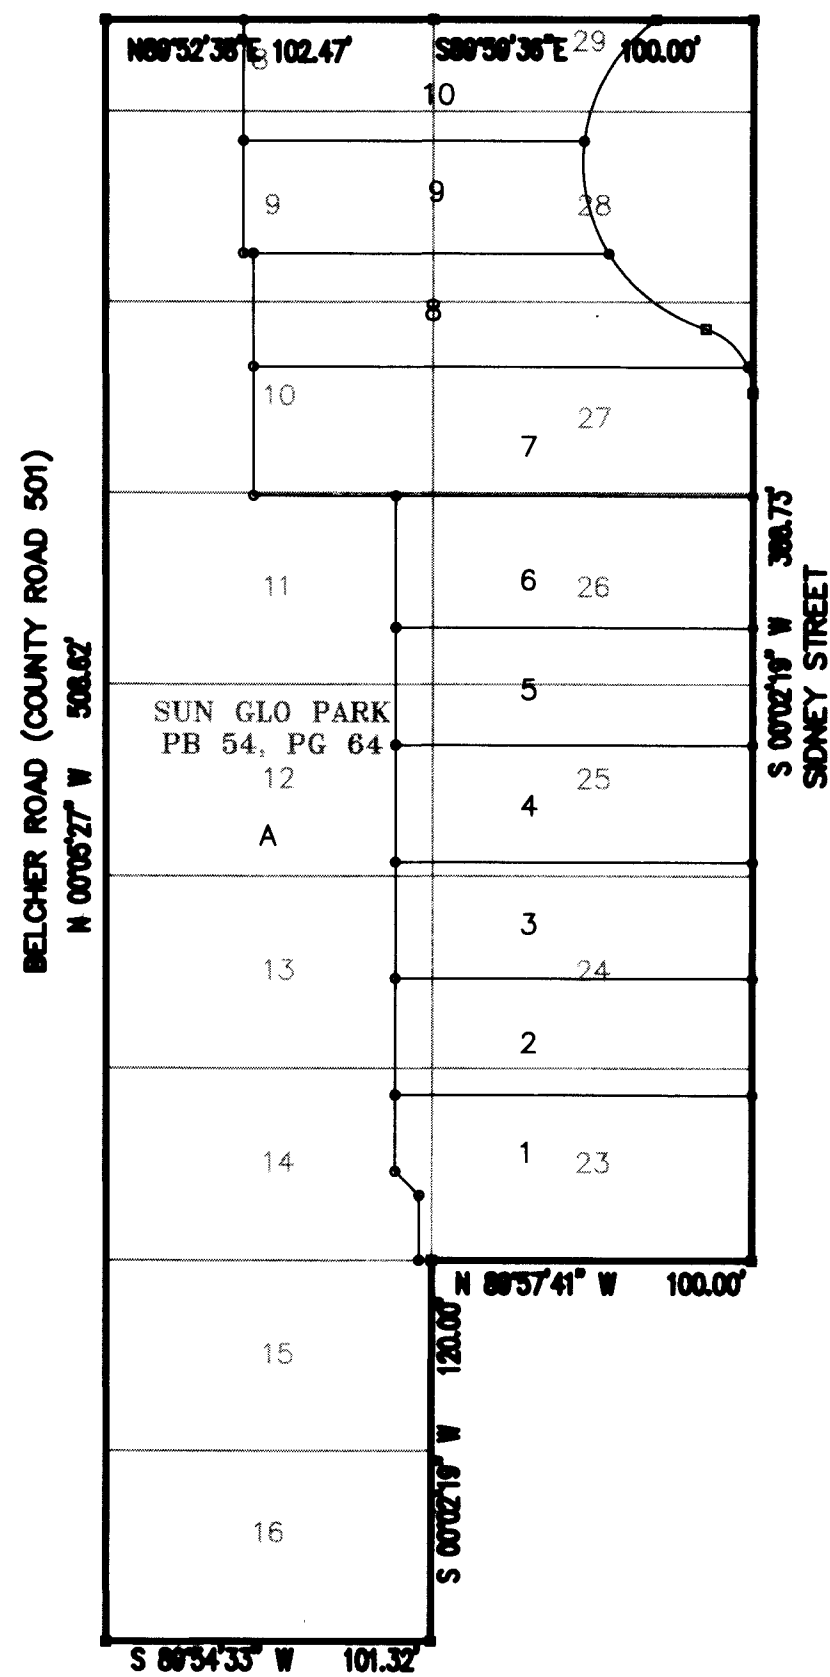 N89°52'38"E 102.47'
S89°59'36"E 100.00'
29
8
10
9
9
28
8
10
27
7
BELCHER ROAD (COUNTY ROAD 501)
N 00°05'27" W 508.62'
11
6
26
S 00°02'19" W 388.73'
SIDNEY STREET
5
SUN GLO PARK
PB 54, PG 64
12
25
4
A
3
13
24
2
14
1
23
N 89°57'41" W 100.00'
S 00°02'19" W 120.00'
15
16
S 89°54'33" W 101.32'